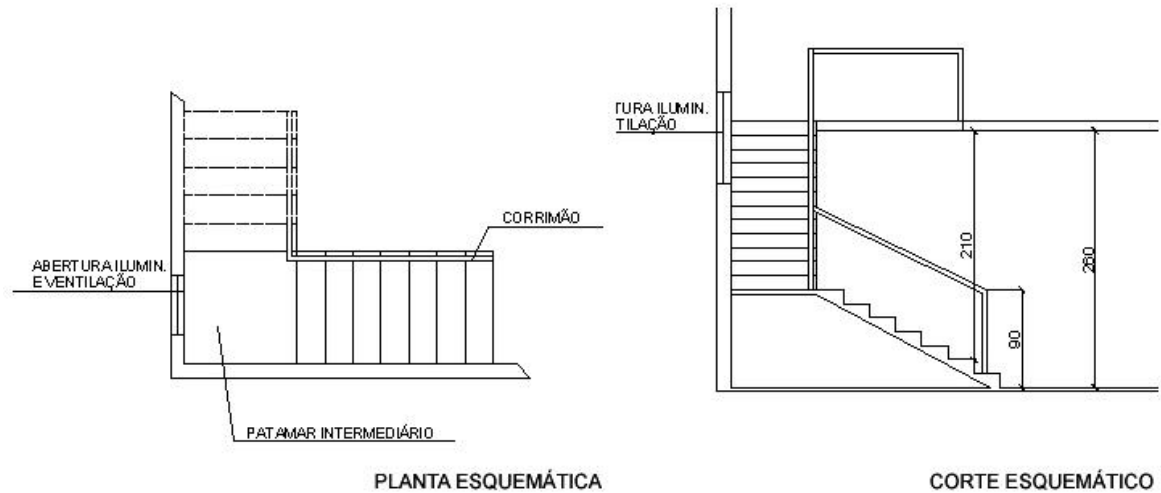 ABERTURA ILUMIN.
E VENTILAÇÃO
CORRIMÃO
PATAMAR INTERMEDIÁRIO
PLANTA ESQUEMÁTICA
TURA ILUMIN.
TILAÇÃO
210
260
90
CORTE ESQUEMÁTICO